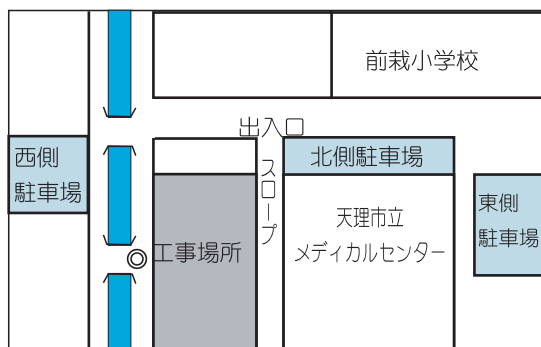 前栽小学校
出入口
西側
駐車場
北側駐車場
スロープ
天理市立
メディカルセンター
東側
駐車場
工事場所